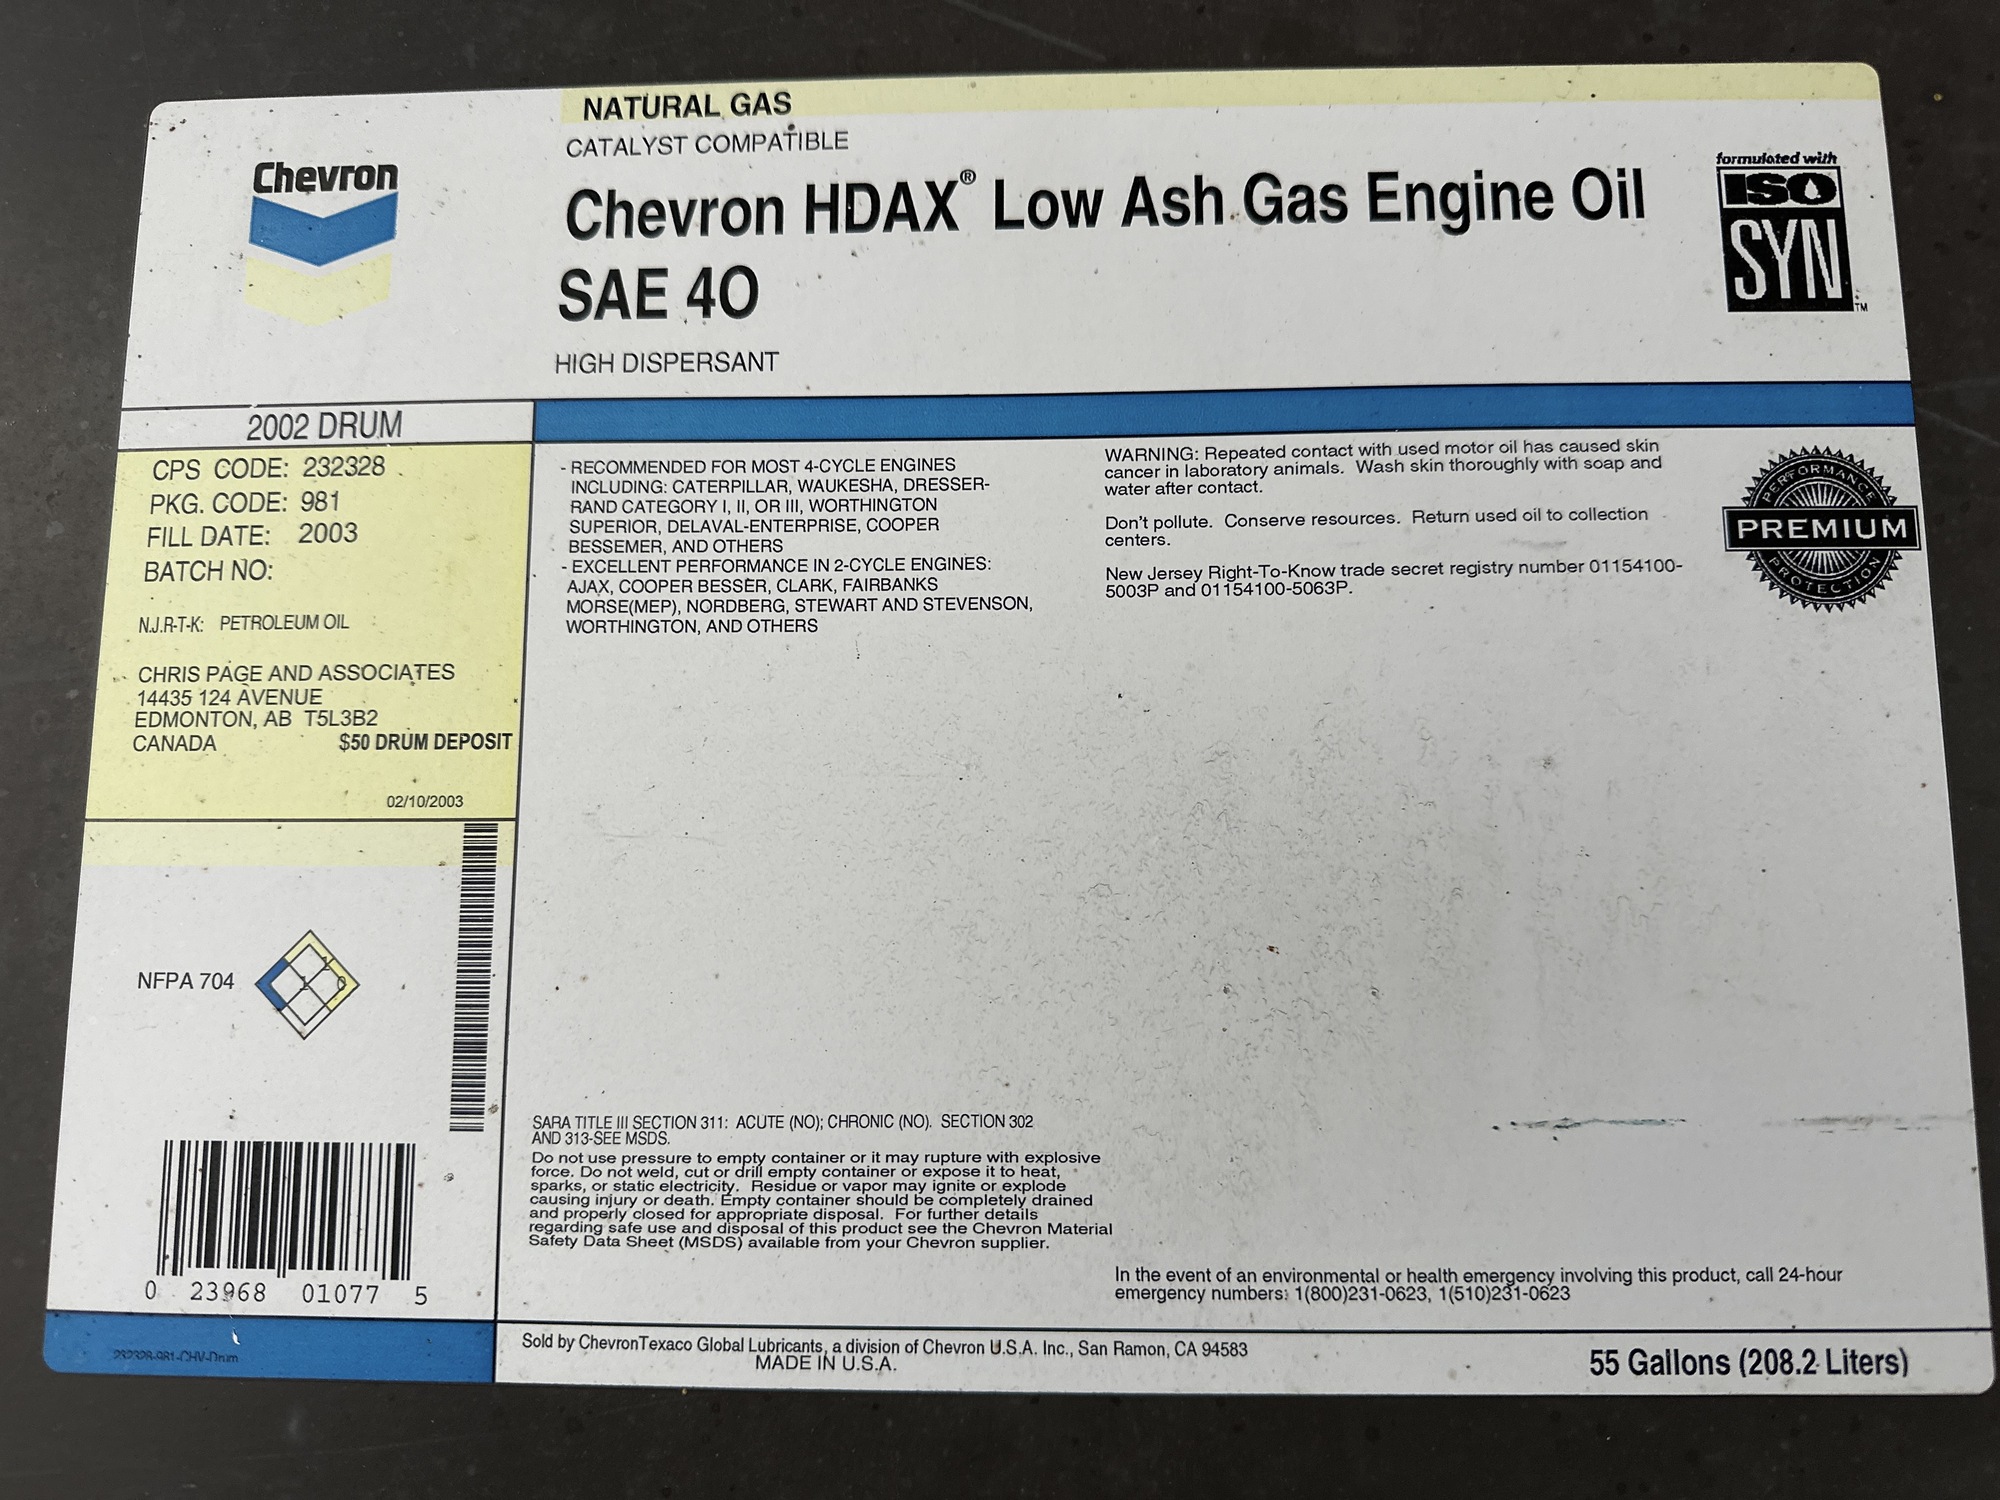 NATURAL GAS
CATALYST COMPATIBLE
Chevron
Chevron HDAX® Low Ash Gas Engine Oil
SAE 40
HIGH DISPERSANT
formulated with
ISO
SYN
TM
2002 DRUM
CPS CODE: 232328
PKG. CODE: 981
FILL DATE: 2003
BATCH NO:
N.J.R-T-K: PETROLEUM OIL
CHRIS PAGE AND ASSOCIATES
14435 124 AVENUE
EDMONTON, AB T5L3B2
CANADA $50 DRUM DEPOSIT
02/10/2003
- RECOMMENDED FOR MOST 4-CYCLE ENGINES
INCLUDING: CATERPILLAR, WAUKESHA, DRESSER-
RAND CATEGORY I, II, OR III, WORTHINGTON
SUPERIOR, DELAVAL-ENTERPRISE, COOPER
BESSEMER, AND OTHERS
- EXCELLENT PERFORMANCE IN 2-CYCLE ENGINES:
AJAX, COOPER BESSER, CLARK, FAIRBANKS
MORSE(MEP), NORDBERG, STEWART AND STEVENSON,
WORTHINGTON, AND OTHERS
WARNING: Repeated contact with used motor oil has caused skin
cancer in laboratory animals. Wash skin thoroughly with soap and
water after contact.
Don't pollute. Conserve resources. Return used oil to collection
centers.
New Jersey Right-To-Know trade secret registry number 01154100-
5003P and 01154100-5063P.
PERFORMANCE
PREMIUM
PROTECTION
NFPA 704
2
1 0
0 23968 01077 5
SARA TITLE III SECTION 311: ACUTE (NO); CHRONIC (NO). SECTION 302
AND 313-SEE MSDS.
Do not use pressure to empty container or it may rupture with explosive
force. Do not weld, cut or drill empty container or expose it to heat,
sparks, or static electricity. Residue or vapor may ignite or explode
causing injury or death. Empty container should be completely drained
and properly closed for appropriate disposal. For further details
regarding safe use and disposal of this product see the Chevron Material
Safety Data Sheet (MSDS) available from your Chevron supplier.
In the event of an environmental or health emergency involving this product, call 24-hour
emergency numbers: 1(800)231-0623, 1(510)231-0623
232328-981-CHV-Drum
Sold by ChevronTexaco Global Lubricants, a division of Chevron U.S.A. Inc., San Ramon, CA 94583
MADE IN U.S.A.
55 Gallons (208.2 Liters)